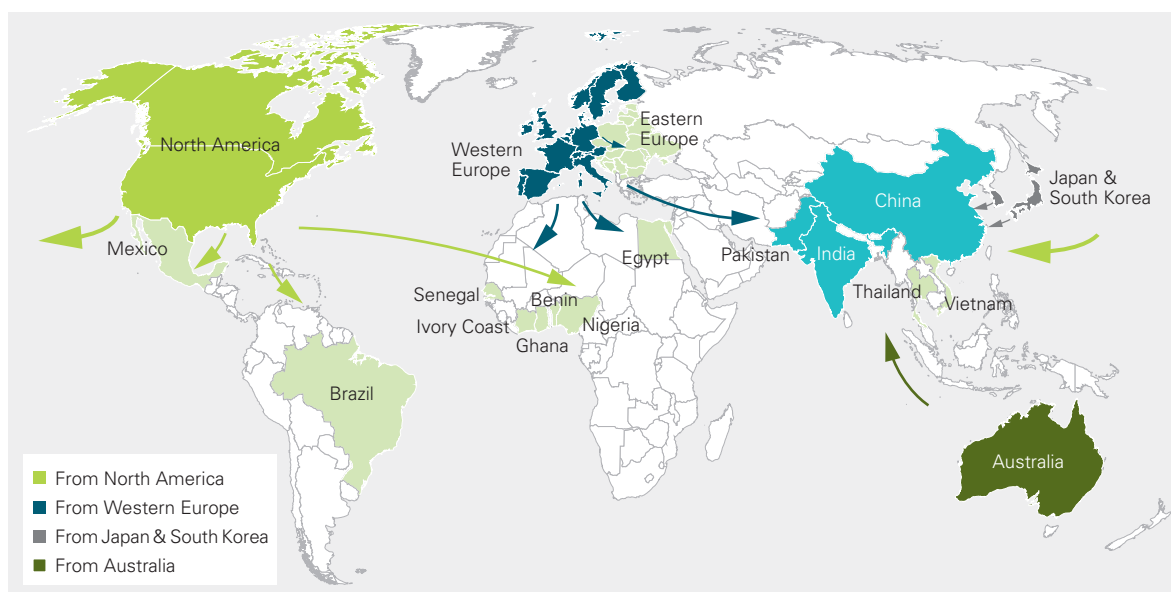 North America
Western
Europe
Eastern
Europe
Japan &
South Korea
China
Mexico
Egypt
Pakistan
India
Senegal
Benin
Thailand
Vietnam
Ivory Coast
Nigeria
Ghana
Brazil
Australia
From North America
From Western Europe
From Japan & South Korea
From Australia